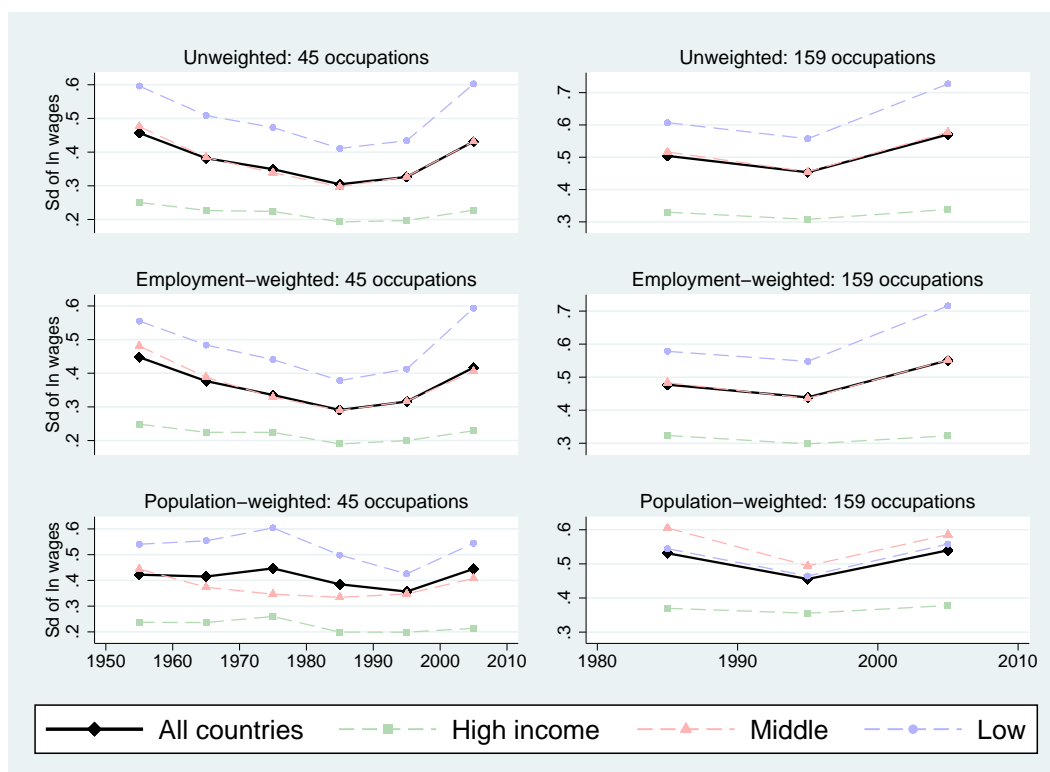 Unweighted: 45 occupations
Sd of ln wages
.6
.5
.4
.3
.2
Unweighted: 159 occupations
.7
.6
.5
.4
.3
Employment−weighted: 45 occupations
Sd of ln wages
.6
.5
.4
.3
.2
Employment−weighted: 159 occupations
.7
.6
.5
.4
.3
Population−weighted: 45 occupations
Sd of ln wages
.6
.5
.4
.3
.2
1950 1960 1970 1980 1990 2000 2010
Population−weighted: 159 occupations
.6
.5
.4
.3
1980 1990 2000 2010
All countries High income Middle Low